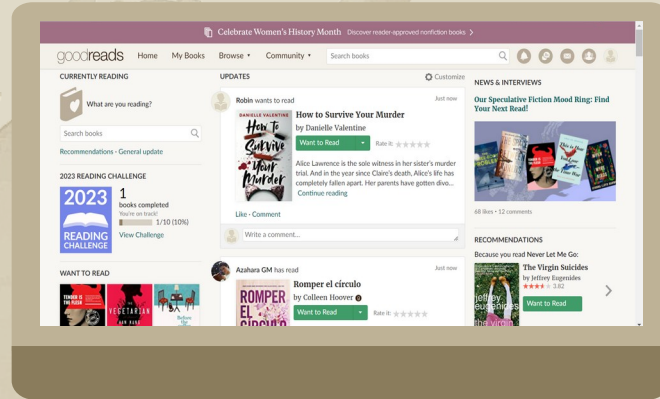 Celebrate Women's History Month Discover reader-approved nonfiction books >
goodreads Home My Books Browse ▾ Community ▾ Search books
CURRENTLY READING
What are you reading?
Search books
Recommendations · General update
2023 READING CHALLENGE
2023
READING
CHALLENGE
1
books completed
You're on track!
1/10 (10%)
View Challenge
WANT TO READ
TENDER IS
THE FLESH
VEGETARIAN
HAN KANG
Before
the
UPDATES
Customize
Robin wants to read
Just now
DANIELLE VALENTINE
How to
Survive
Your
Murder
How to Survive Your Murder
by Danielle Valentine
Want to Read
Rate it:
Alice Lawrence is the sole witness in her sister's murder
trial. And in the year since Claire's death, Alice's life has
completely fallen apart. Her parents have gotten divo...
Continue reading
Like · Comment
Write a comment...
Azahara GM has read
Just now
ROMPER
EL
CÍRCULO
Romper el círculo
by Colleen Hoover
Want to Read
Rate it:
NEWS & INTERVIEWS
Our Speculative Fiction Mood Ring: Find
Your Next Read!
68 likes • 12 comments
RECOMMENDATIONS
Because you read Never Let Me Go:
jeffrey
eugenides
the virgin
The Virgin Suicides
by Jeffrey Eugenides
3.82
Want to Read